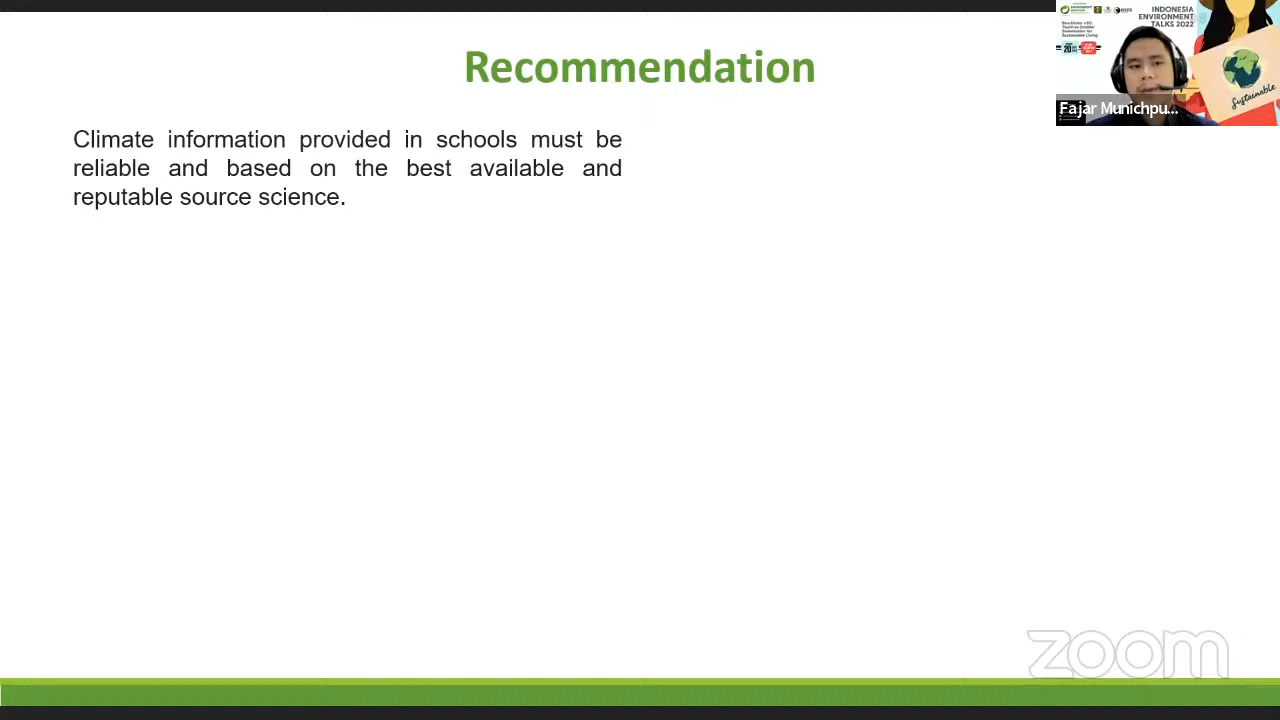 Recommendation
Climate information provided in schools must be
reliable and based on the best available and
reputable source science.
INDONESIA
ENVIRONMENT
TALKS 2022
Sustainable
Fajar Munichpu...
zoom